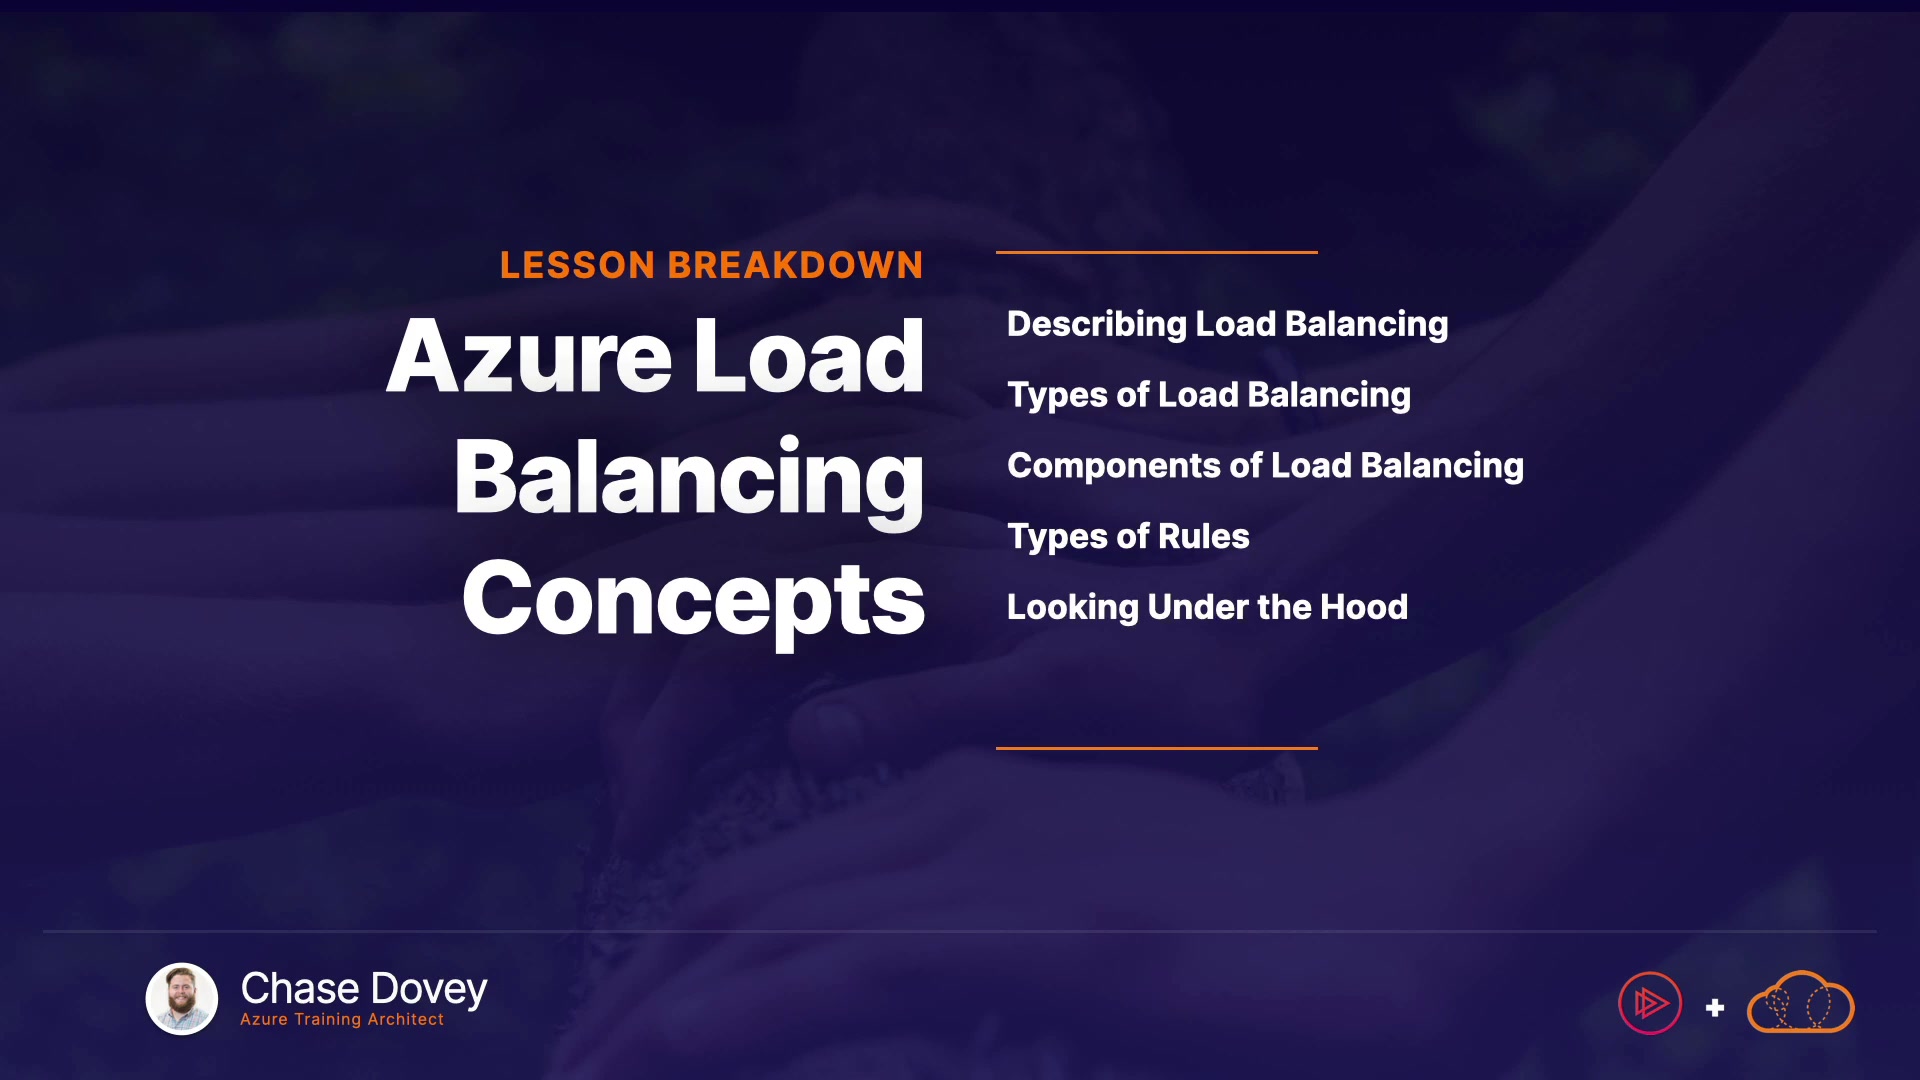 LESSON BREAKDOWN
Azure Load
Balancing
Concepts
Describing Load Balancing
Types of Load Balancing
Components of Load Balancing
Types of Rules
Looking Under the Hood
Chase Dovey
Azure Training Architect